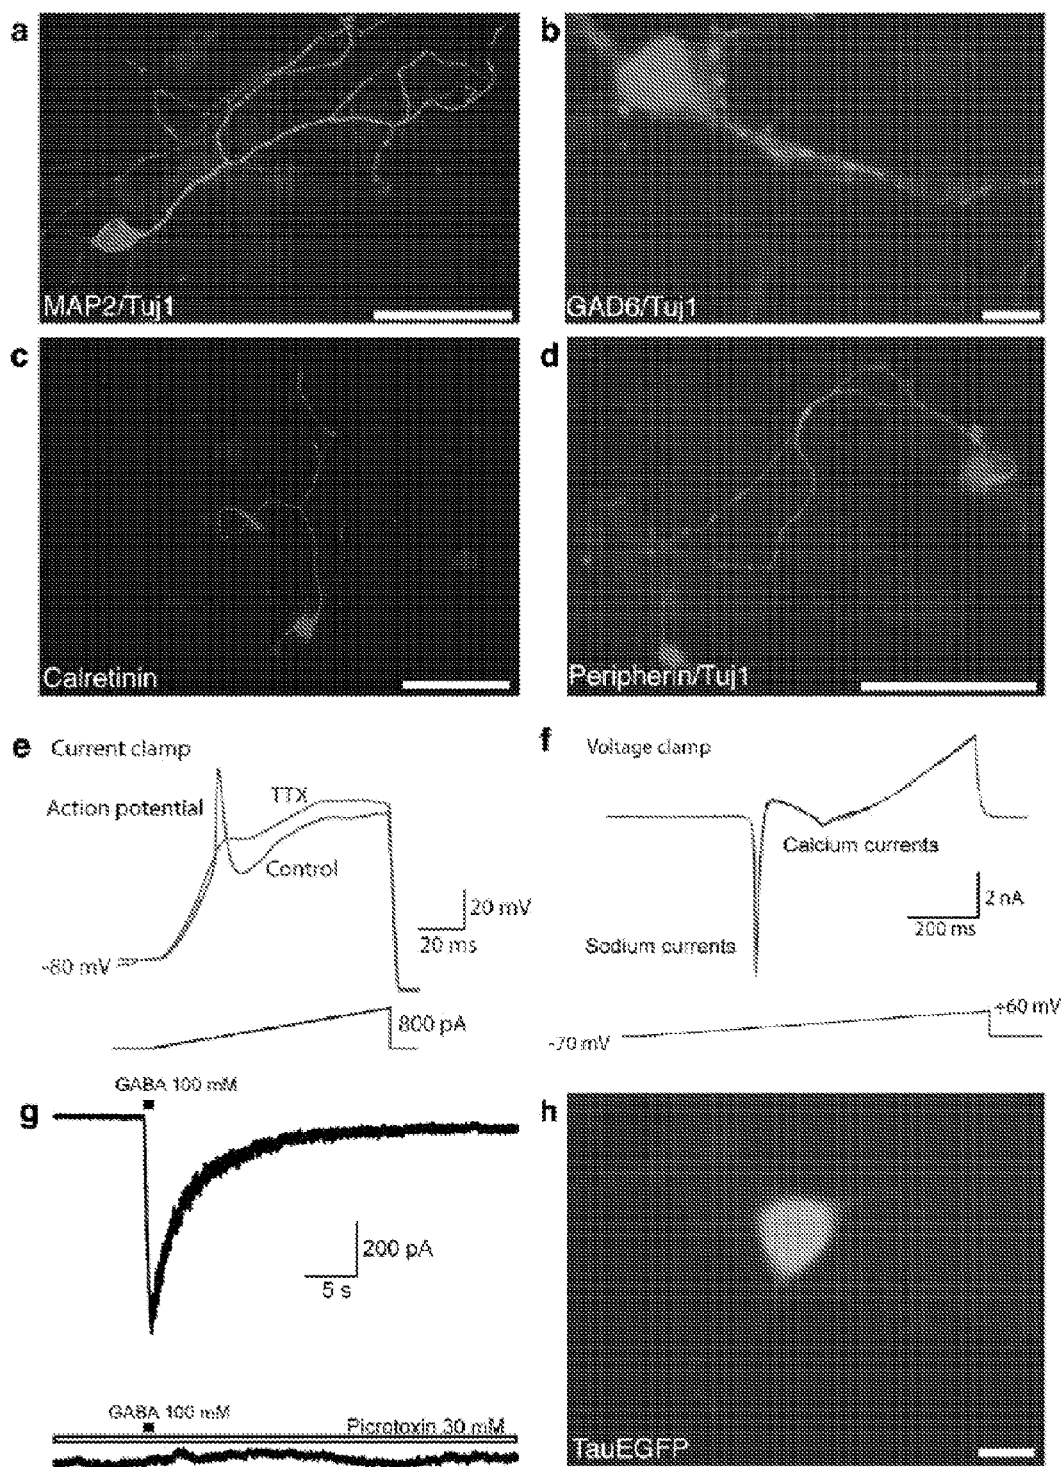 a
b
MAP2/Tuj1
GAD6/Tuj1
c
d
Calretinin
Peripherin/Tuj1
e
Current clamp
Action potential
TTX
Control
20 mV
20 ms
-80 mV
800 pA
f
Voltage clamp
Calcium currents
2 nA
200 ms
Sodium currents
+60 mV
-70 mV
g
GABA 100 mM
200 pA
5 s
GABA 100 mM
Picrotoxin 30 mM
h
TauEGFP